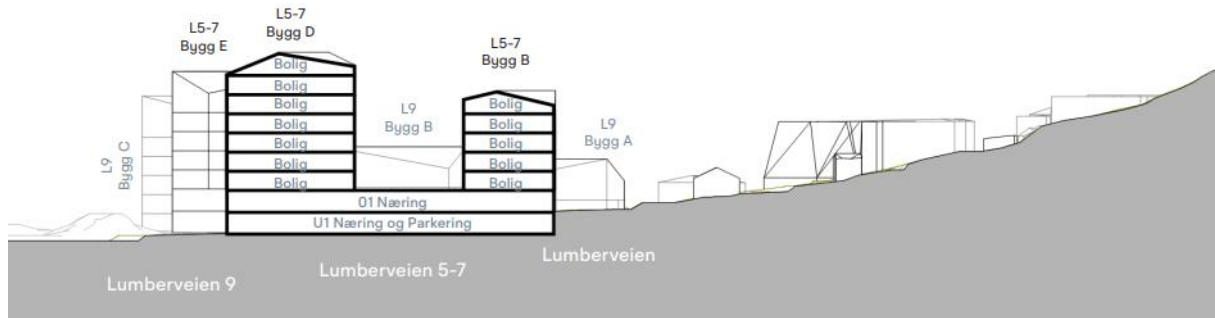 L5-7
Bygg E
L5-7
Bygg D
L5-7
Bygg B
L9
Bygg B
L9
Bygg A
L9
Bygg C
Bolig
Bolig
Bolig
Bolig
Bolig
Bolig
Bolig
Bolig
Bolig
Bolig
Bolig
Bolig
01 Næring
U1 Næring og Parkering
Lumberveien 9
Lumberveien 5-7
Lumberveien